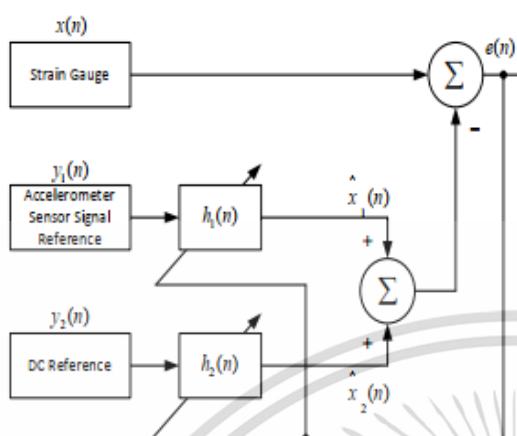 x(n)
Strain Gauge
Σ
e(n)
-
y₁(n)
Accelerometer
Sensor Signal
Reference
h₁(n)
x̂₁(n)
+
Σ
y₂(n)
DC Reference
h₂(n)
+
x̂₂(n)